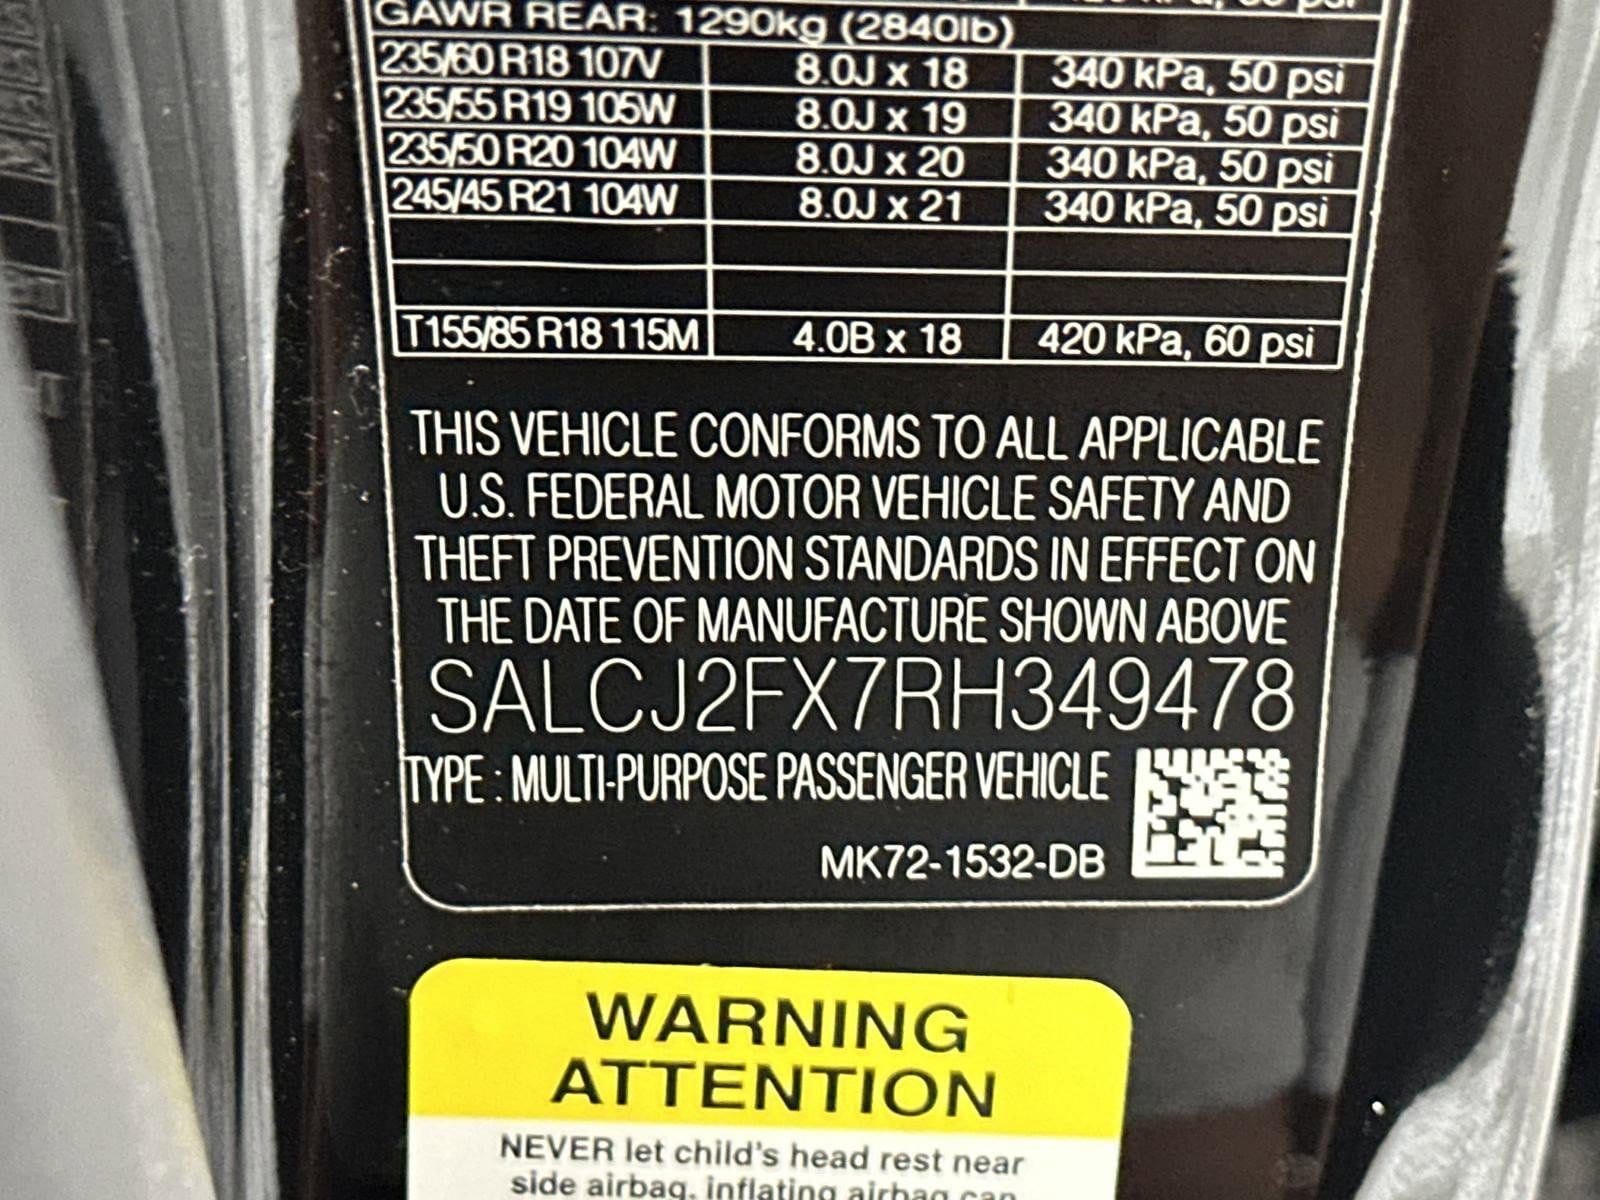 GAWR REAR: 1290kg (2840lb)
235/60 R18 107V 8.0J x 18 340 kPa, 50 psi
235/55 R19 105W 8.0J x 19 340 kPa, 50 psi
235/50 R20 104W 8.0J x 20 340 kPa, 50 psi
245/45 R21 104W 8.0J x 21 340 kPa, 50 psi
T155/85 R18 115M 4.0B x 18 420 kPa, 60 psi
THIS VEHICLE CONFORMS TO ALL APPLICABLE
U.S. FEDERAL MOTOR VEHICLE SAFETY AND
THEFT PREVENTION STANDARDS IN EFFECT ON
THE DATE OF MANUFACTURE SHOWN ABOVE
SALCJ2FX7RH349478
TYPE : MULTI-PURPOSE PASSENGER VEHICLE
MK72-1532-DB
WARNING
ATTENTION
NEVER let child's head rest near
side airbag, inflating airbag can